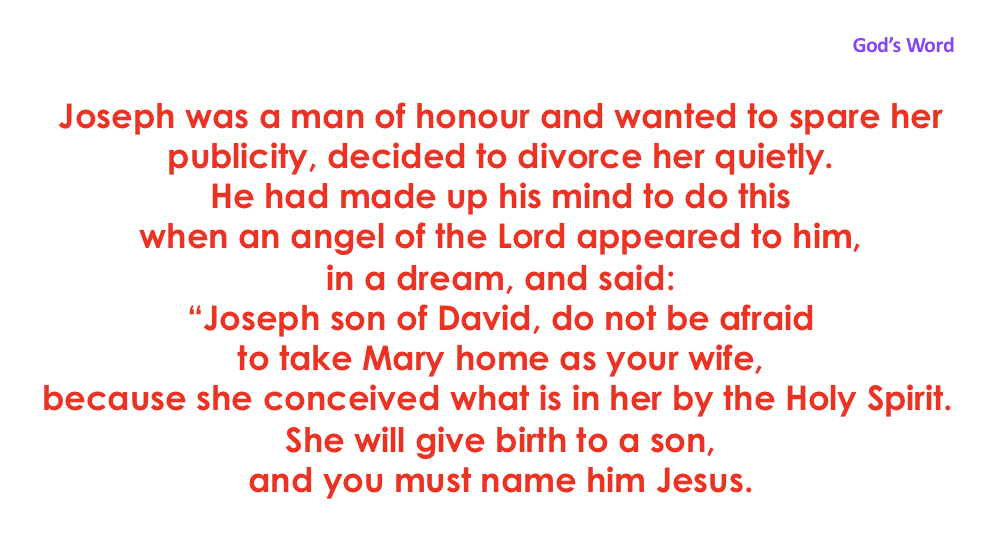 God’s Word
Joseph was a man of honour and wanted to spare her
publicity, decided to divorce her quietly.
He had made up his mind to do this
when an angel of the Lord appeared to him,
in a dream, and said:
“Joseph son of David, do not be afraid
to take Mary home as your wife,
because she conceived what is in her by the Holy Spirit.
She will give birth to a son,
and you must name him Jesus.